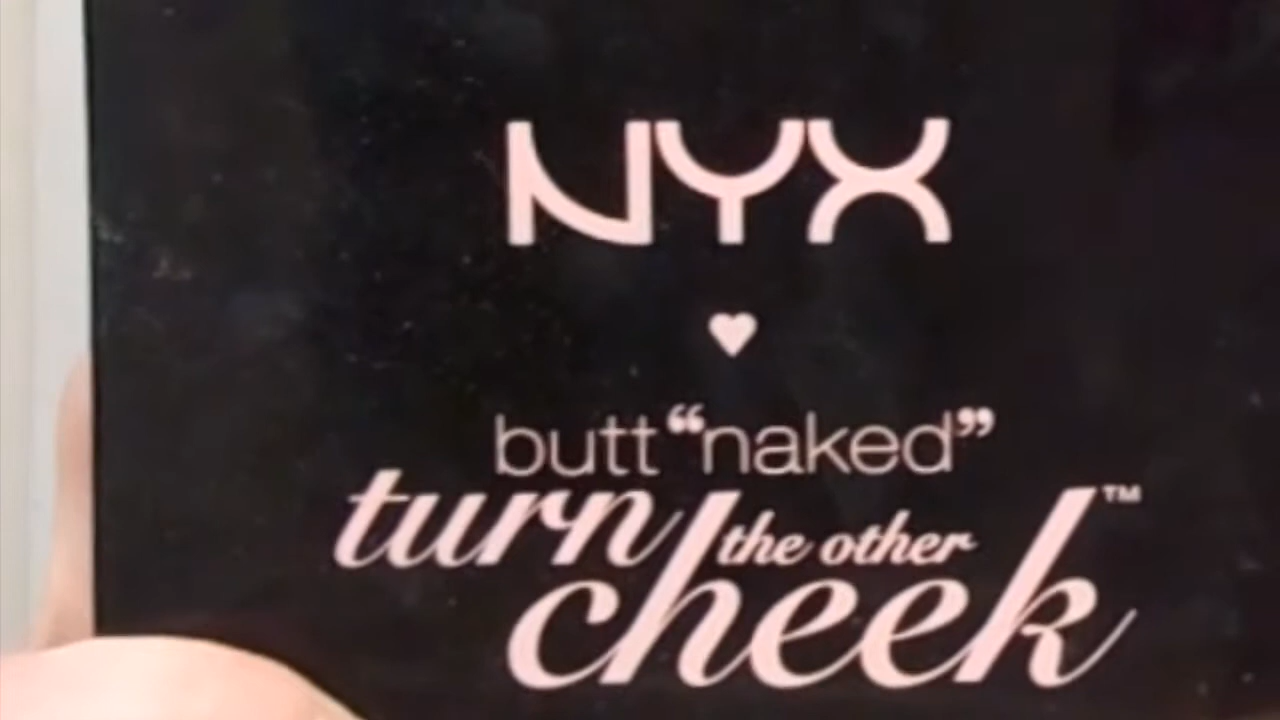 NYX
butt “naked”
turn the other
cheek™